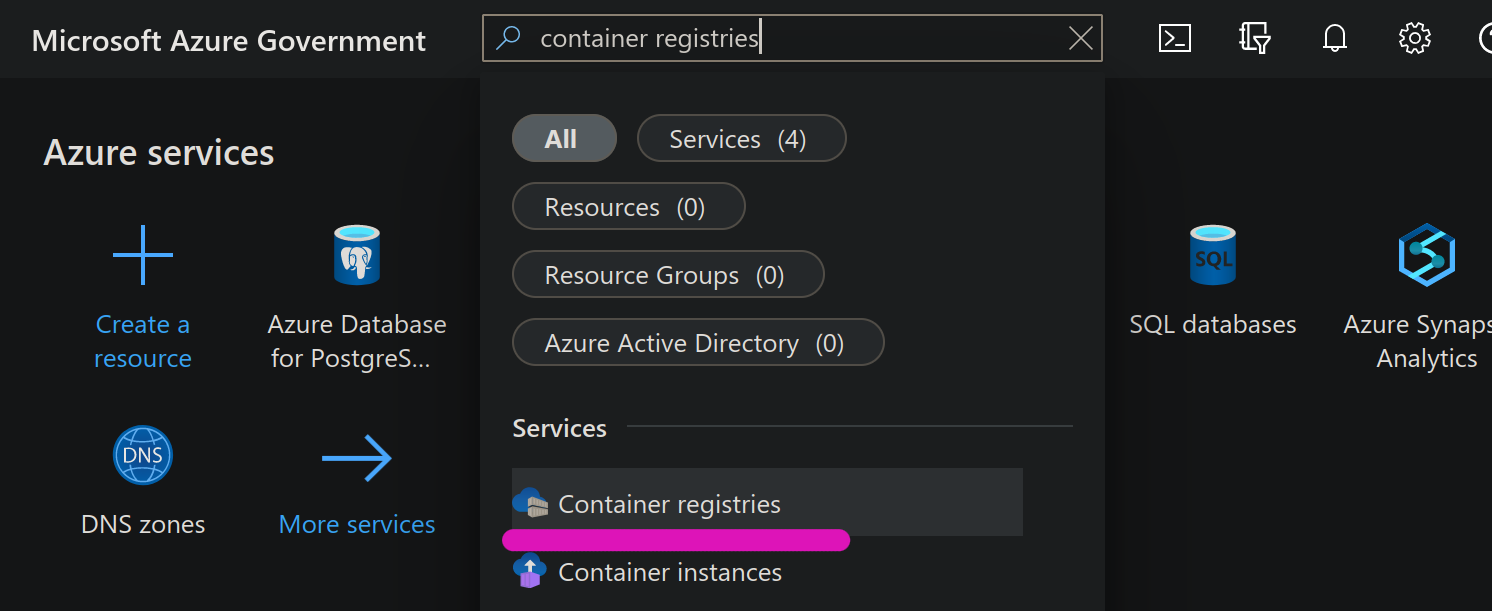 Microsoft Azure Government
container registries
All
Services (4)
Resources (0)
Resource Groups (0)
Azure Active Directory (0)
Azure services
Create a
resource
Azure Database
for PostgreS...
SQL
SQL databases
Azure Synaps
Analytics
DNS
DNS zones
More services
Services
Container registries
Container instances